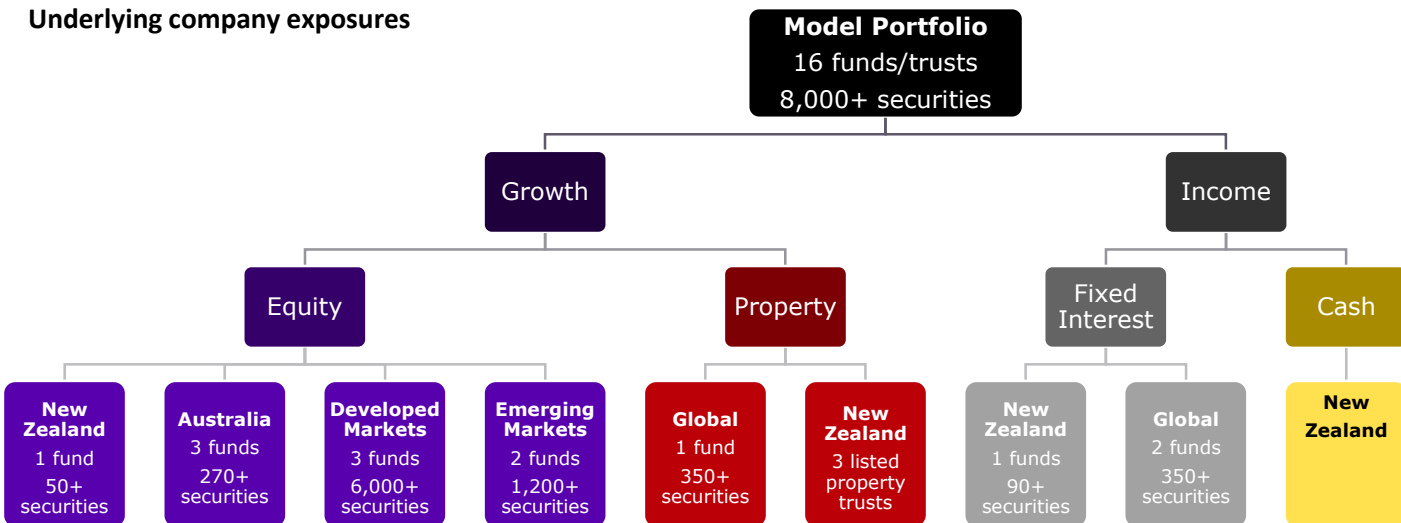 Underlying company exposures
Model Portfolio
16 funds/trusts
8,000+ securities
Growth
Income
Equity
Property
Fixed
Interest
Cash
New
Zealand
1 fund
50+
securities
Australia
3 funds
270+
securities
Developed
Markets
3 funds
6,000+
securities
Emerging
Markets
2 funds
1,200+
securities
Global
1 fund
350+
securities
New
Zealand
3 listed
property
trusts
New
Zealand
1 funds
90+
securities
Global
2 funds
350+
securities
New
Zealand